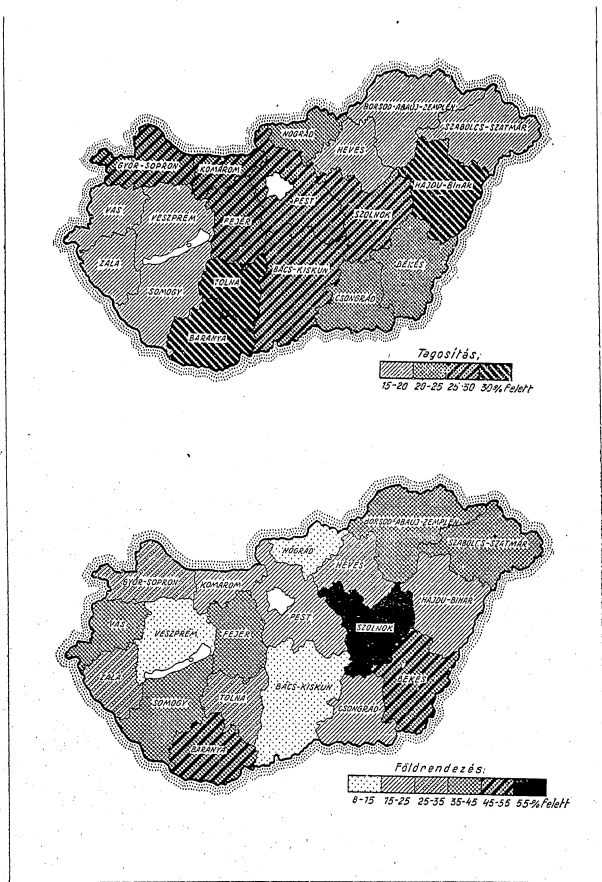 BORSOD-ABAUJ-ZEMPLÉN
SZABOLCS-SZATMÁR
NÓGRÁD
HEVES
GYŐR-SOPRON
KOMÁROM
HAJDU-BIHAR
PEST
VAS
VESZPRÉM
FEJÉR
SZOLNOK
ZALA
BÁCS-KISKUN
BÉKÉS
TOLNA
SOMOGY
CSONGRÁD
BARANYA
Tagosítás;
15-20 20-25 25-30 30% felett
BORSOD-ABAUJ-ZEMPLÉN
NÓGRÁD
SZABOLCS-SZATMÁR
HEVES
GYŐR-SOPRON
KOMÁROM
HAJDU-BIHAR
PEST
VAS
VESZPRÉM
FEJÉR
SZOLNOK
ZALA
BÁCS-KISKUN
BÉKÉS
SOMOGY
TOLNA
CSONGRÁD
BARANYA
Földrendezés:
8-15 15-25 25-35 35-45 45-55 55% felett